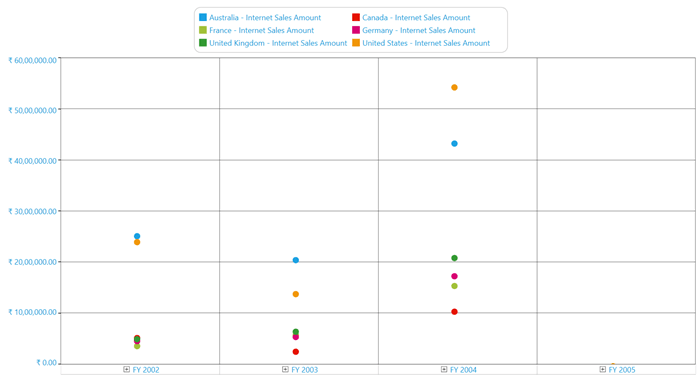 Australia - Internet Sales Amount Canada - Internet Sales Amount
France - Internet Sales Amount Germany - Internet Sales Amount
United Kingdom - Internet Sales Amount United States - Internet Sales Amount
₹ 60,00,000.00
₹ 50,00,000.00
₹ 40,00,000.00
₹ 30,00,000.00
₹ 20,00,000.00
₹ 10,00,000.00
₹ 0.00
FY 2002 FY 2003 FY 2004 FY 2005